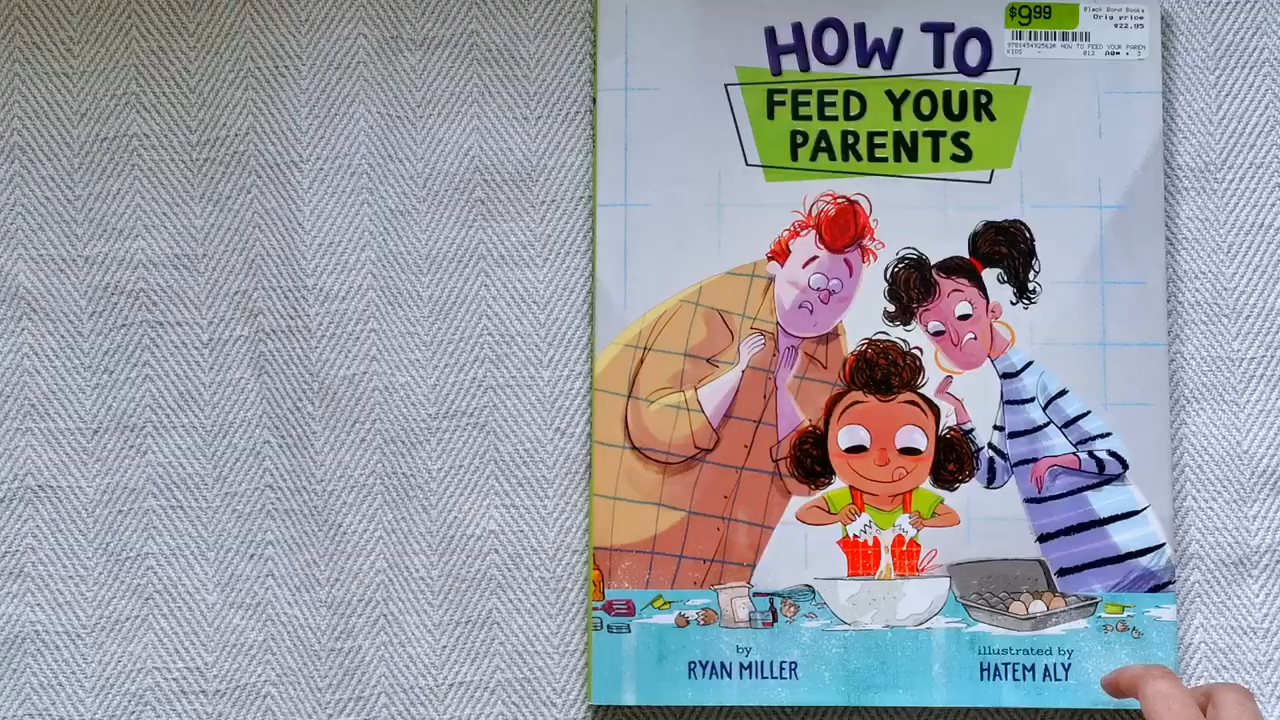 HOW TO
FEED YOUR
PARENTS
$9.99
Black Bond Books
Orig price
$22.95
HOW TO FEED YOUR PAREN
KIDS
by
RYAN MILLER
illustrated by
HATEM ALY